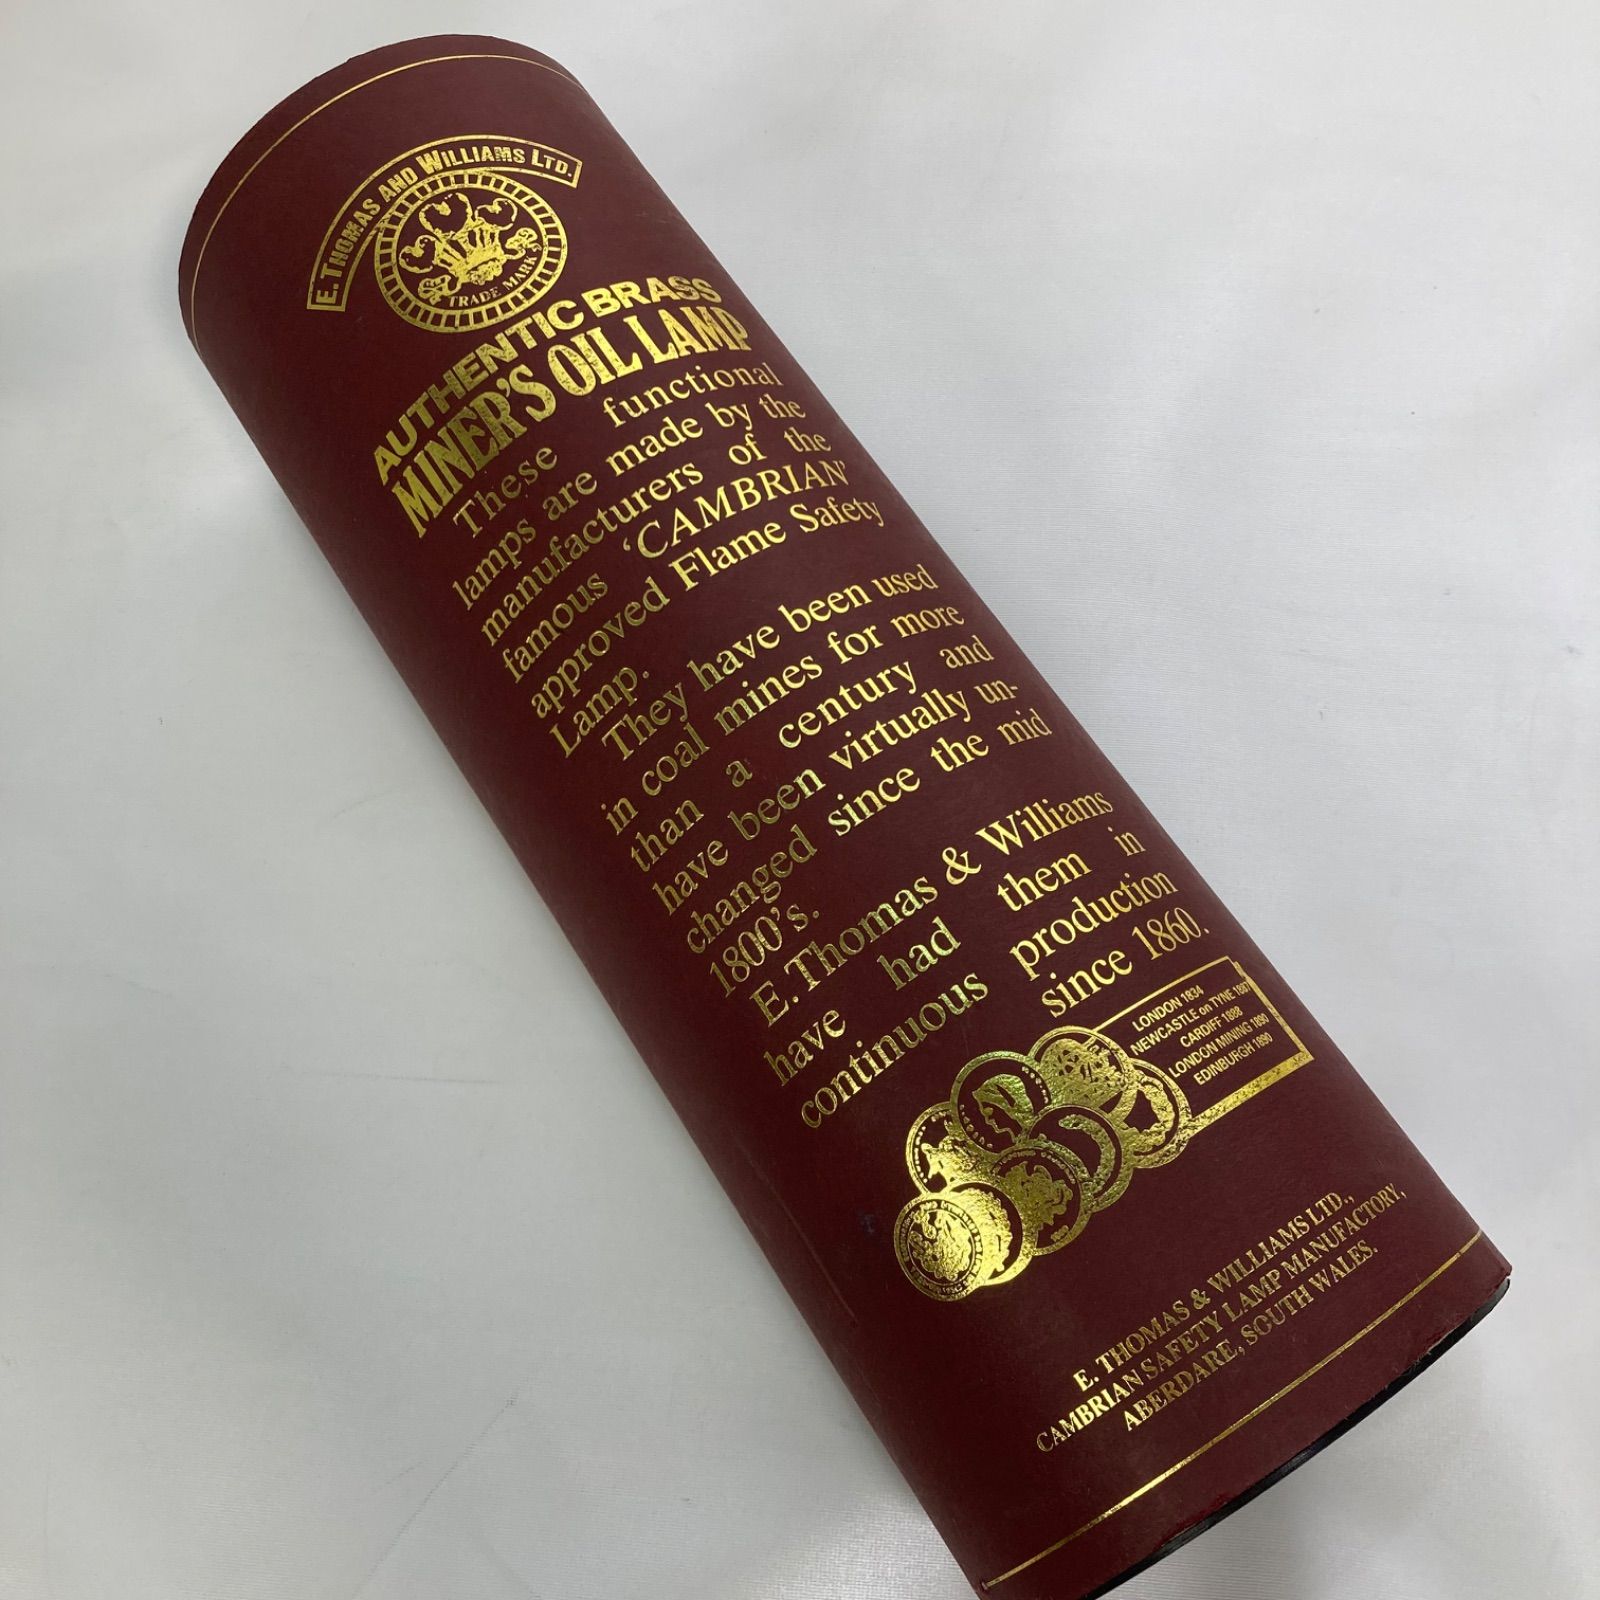 E. THOMAS AND WILLIAMS LTD.
TRADE MARK
AUTHENTIC BRASS
MINER'S OIL LAMP
These functional
lamps are made by the
manufacturers of the
famous 'CAMBRIAN'
approved Flame Safety
Lamp.
They have been used
in coal mines for more
than a century and
have been virtually un-
changed since the mid
1800's.
E. Thomas & Williams
have had them in
continuous production
since 1860.
LONDON 1834
NEWCASTLE on TYNE 1887
CARDIFF 1888
LONDON MINING 1890
EDINBURGH 1890
E. THOMAS & WILLIAMS LTD.,
CAMBRIAN SAFETY LAMP MANUFACTORY,
ABERDARE, SOUTH WALES.